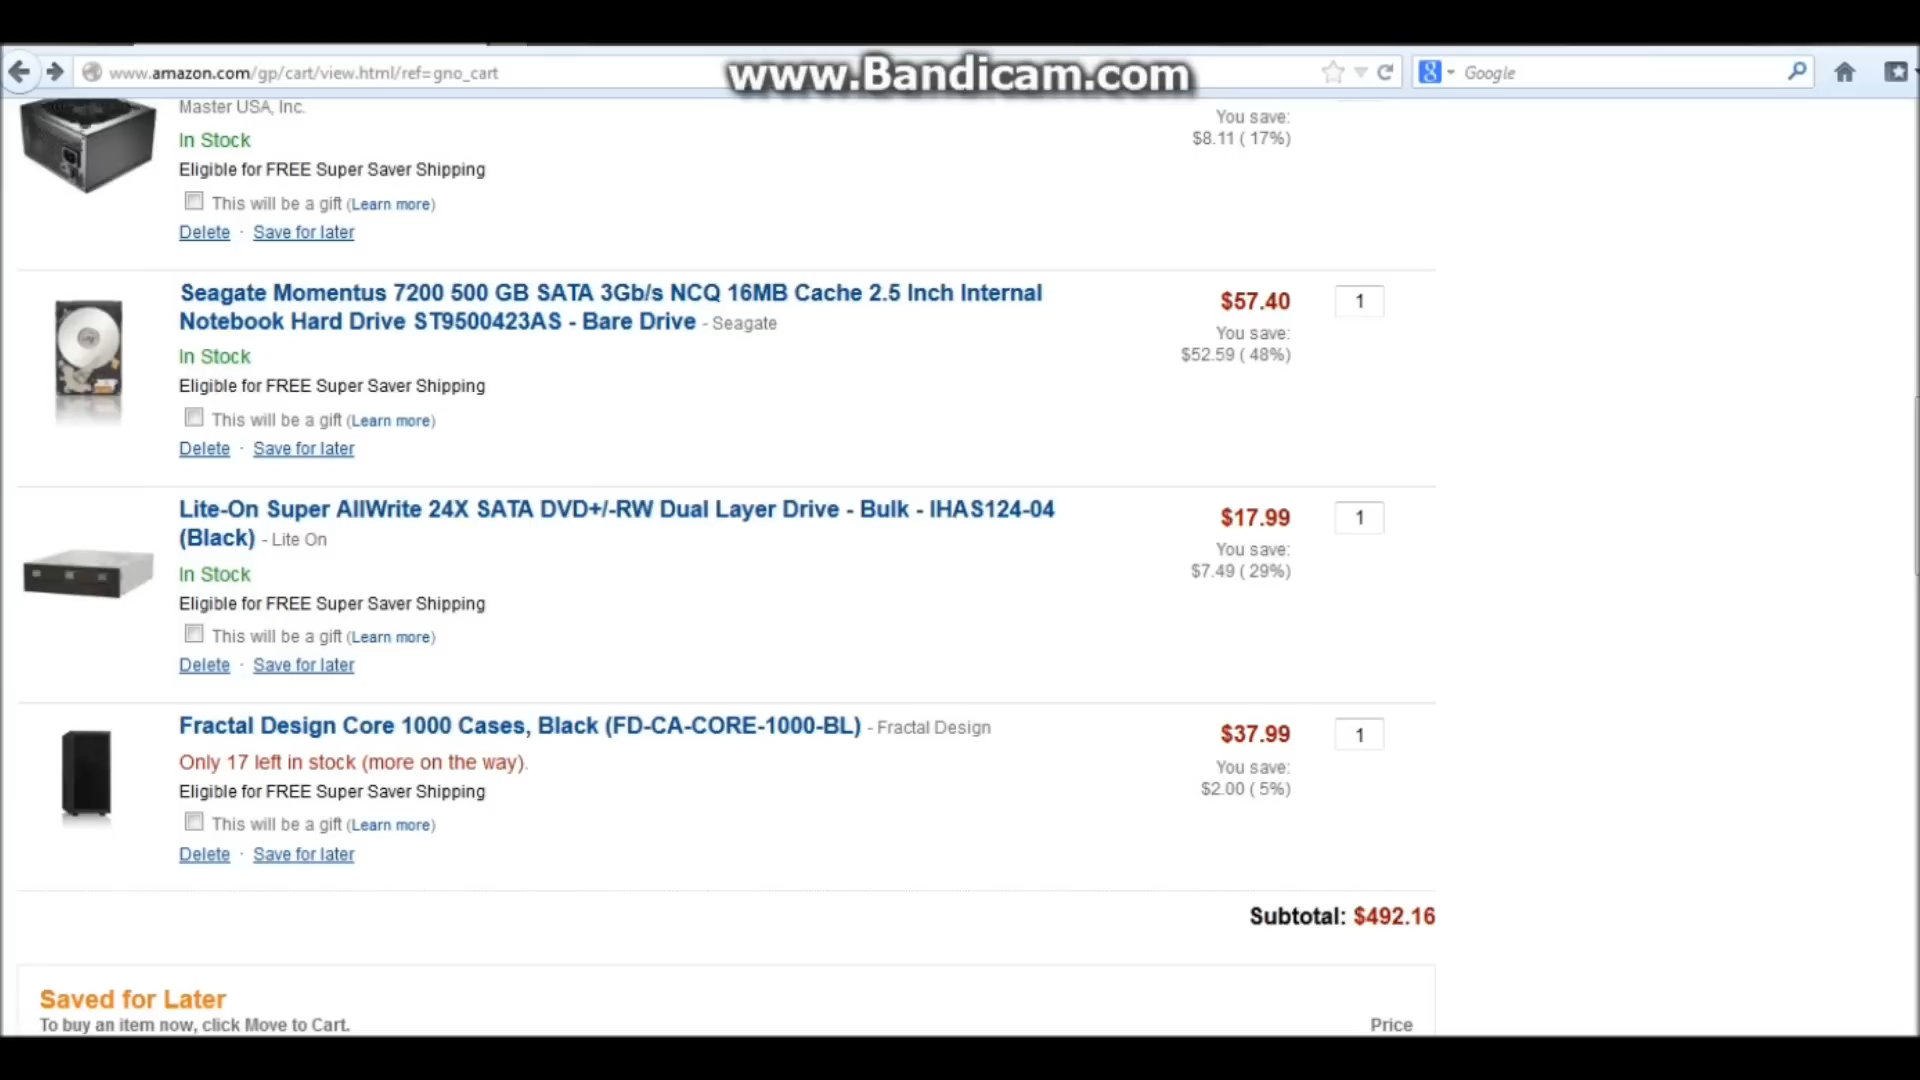 www.amazon.com/gp/cart/view.html/ref=gno_cart
www.Bandicam.com
Google
Master USA, Inc.
You save:
$8.11 ( 17%)
In Stock
Eligible for FREE Super Saver Shipping
This will be a gift (Learn more)
Delete · Save for later
Seagate Momentus 7200 500 GB SATA 3Gb/s NCQ 16MB Cache 2.5 Inch Internal
Notebook Hard Drive ST9500423AS - Bare Drive - Seagate
$57.40
1
You save:
$52.59 ( 48%)
In Stock
Eligible for FREE Super Saver Shipping
This will be a gift (Learn more)
Delete · Save for later
Lite-On Super AllWrite 24X SATA DVD+/-RW Dual Layer Drive - Bulk - IHAS124-04
(Black) - Lite On
$17.99
1
You save:
$7.49 ( 29%)
In Stock
Eligible for FREE Super Saver Shipping
This will be a gift (Learn more)
Delete · Save for later
Fractal Design Core 1000 Cases, Black (FD-CA-CORE-1000-BL) - Fractal Design
$37.99
1
You save:
$2.00 ( 5%)
Only 17 left in stock (more on the way).
Eligible for FREE Super Saver Shipping
This will be a gift (Learn more)
Delete · Save for later
Subtotal: $492.16
Saved for Later
To buy an item now, click Move to Cart.
Price